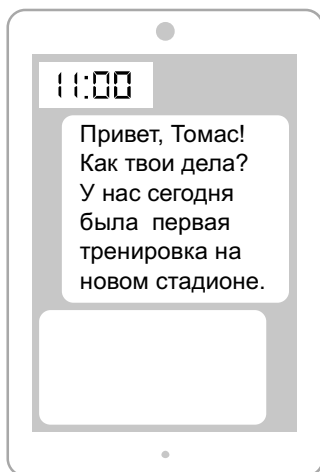 11:00
Привет, Томас!
Как твои дела?
У нас сегодня
была первая
тренировка на
новом стадионе.